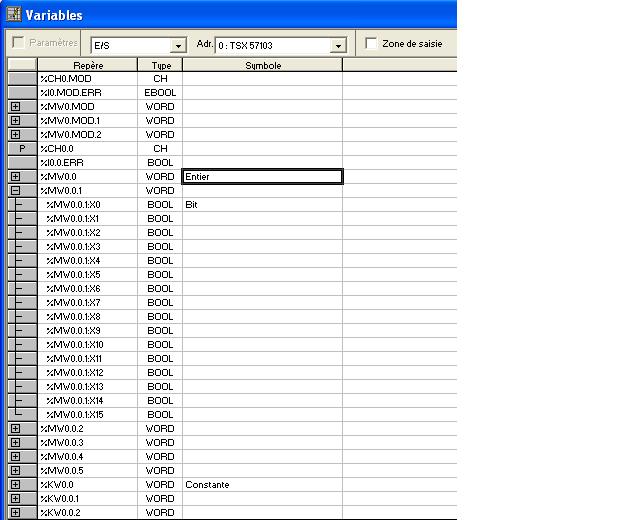 Variables
Paramètres E/S Adr. 0 : TSX 57103 Zone de saisie
Repère Type Symbole
%CH0.MOD CH
%I0.MOD.ERR EBOOL
%MW0.MOD WORD
%MW0.MOD.1 WORD
%MW0.MOD.2 WORD
P %CH0.0 CH
%I0.0.ERR BOOL
%MW0.0 WORD Entier
%MW0.0.1 WORD
%MW0.0.1:X0 BOOL Bit
%MW0.0.1:X1 BOOL
%MW0.0.1:X2 BOOL
%MW0.0.1:X3 BOOL
%MW0.0.1:X4 BOOL
%MW0.0.1:X5 BOOL
%MW0.0.1:X6 BOOL
%MW0.0.1:X7 BOOL
%MW0.0.1:X8 BOOL
%MW0.0.1:X9 BOOL
%MW0.0.1:X10 BOOL
%MW0.0.1:X11 BOOL
%MW0.0.1:X12 BOOL
%MW0.0.1:X13 BOOL
%MW0.0.1:X14 BOOL
%MW0.0.1:X15 BOOL
%MW0.0.2 WORD
%MW0.0.3 WORD
%MW0.0.4 WORD
%MW0.0.5 WORD
%KW0.0 WORD Constante
%KW0.0.1 WORD
%KW0.0.2 WORD